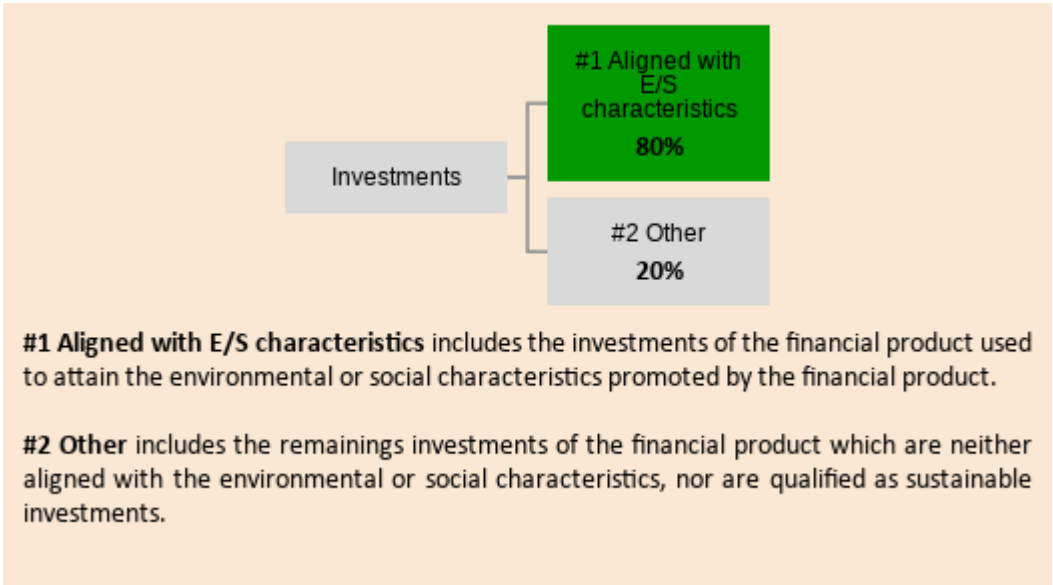 #1 Aligned with
E/S
characteristics
80%
Investments
#2 Other
20%
#1 Aligned with E/S characteristics includes the investments of the financial product used
to attain the environmental or social characteristics promoted by the financial product.
#2 Other includes the remainings investments of the financial product which are neither
aligned with the environmental or social characteristics, nor are qualified as sustainable
investments.